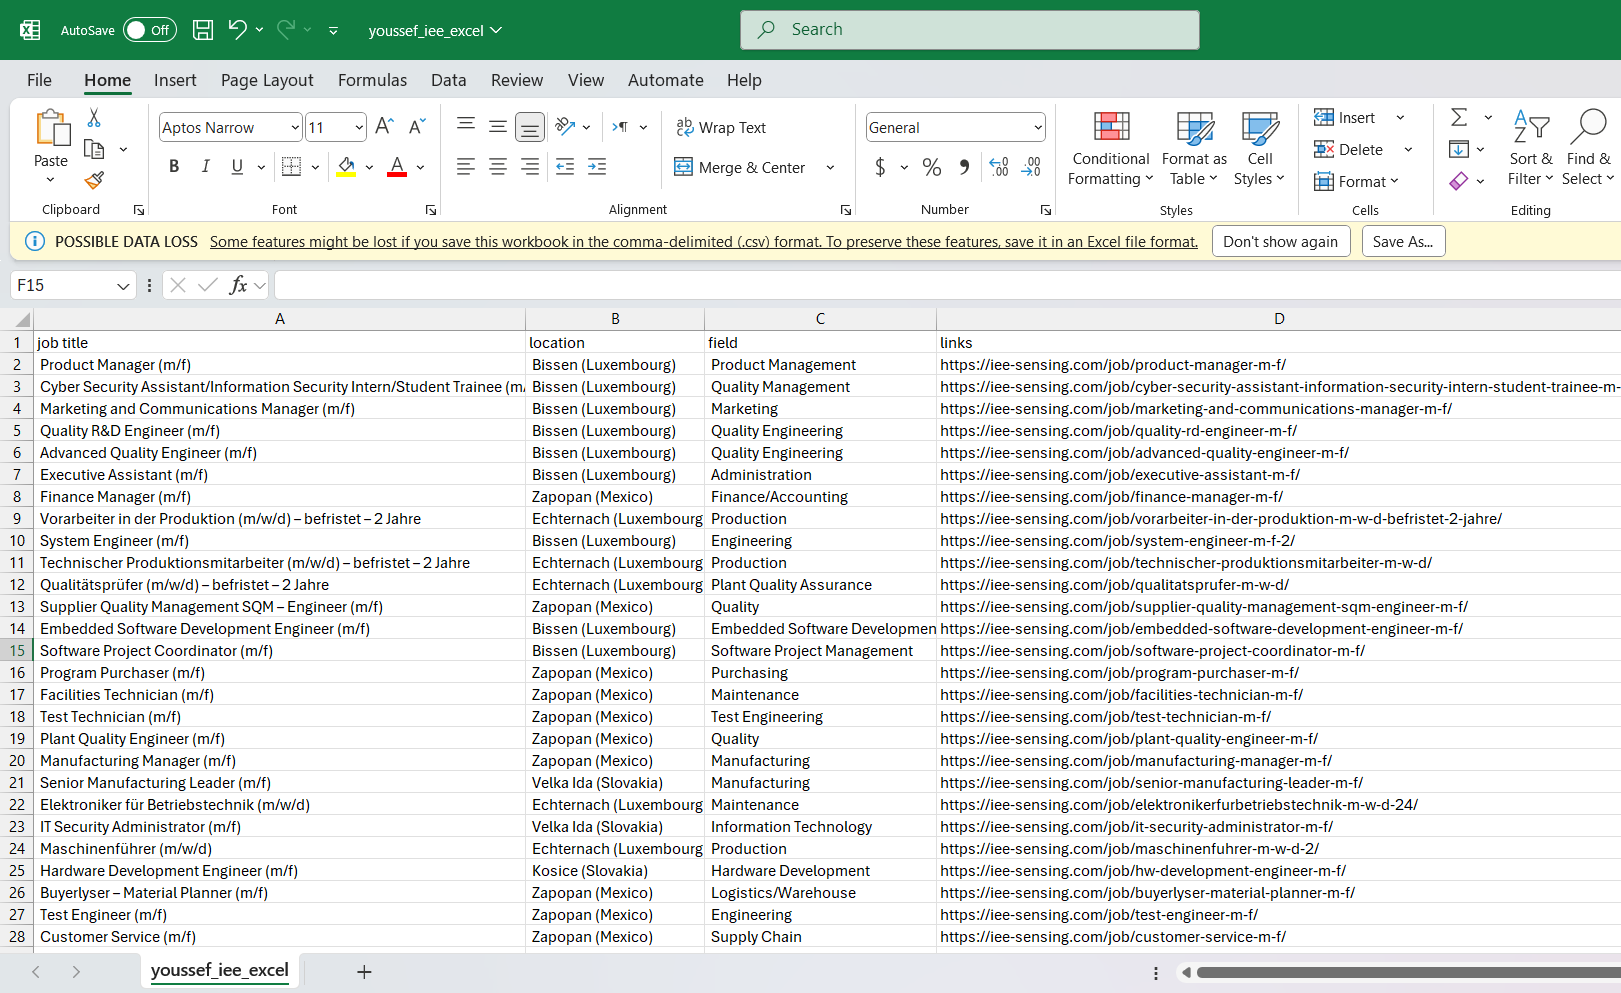 AutoSave Off youssef_iee_excel Search
File Home Insert Page Layout Formulas Data Review View Automate Help
Paste Aptos Narrow 11 A A ab Wrap Text General Conditional Formatting Format as Table Cell Styles Insert Delete Format Sort & Filter Find & Select
B I U A Merge & Center $ % 9 .00 .00
Clipboard Font Alignment Number Styles Cells Editing
POSSIBLE DATA LOSS Some features might be lost if you save this workbook in the comma-delimited (.csv) format. To preserve these features, save it in an Excel file format. Don't show again Save As...
F15 fx
A B C D
1 job title location field links
2 Product Manager (m/f) Bissen (Luxembourg) Product Management https://iee-sensing.com/job/product-manager-m-f/
3 Cyber Security Assistant/Information Security Intern/Student Trainee (m/ Bissen (Luxembourg) Quality Management https://iee-sensing.com/job/cyber-security-assistant-information-security-intern-student-trainee-m-
4 Marketing and Communications Manager (m/f) Bissen (Luxembourg) Marketing https://iee-sensing.com/job/marketing-and-communications-manager-m-f/
5 Quality R&D Engineer (m/f) Bissen (Luxembourg) Quality Engineering https://iee-sensing.com/job/quality-rd-engineer-m-f/
6 Advanced Quality Engineer (m/f) Bissen (Luxembourg) Quality Engineering https://iee-sensing.com/job/advanced-quality-engineer-m-f/
7 Executive Assistant (m/f) Bissen (Luxembourg) Administration https://iee-sensing.com/job/executive-assistant-m-f/
8 Finance Manager (m/f) Zapopan (Mexico) Finance/Accounting https://iee-sensing.com/job/finance-manager-m-f/
9 Vorarbeiter in der Produktion (m/w/d) – befristet – 2 Jahre Echternach (Luxembourg Production https://iee-sensing.com/job/vorarbeiter-in-der-produktion-m-w-d-befristet-2-jahre/
10 System Engineer (m/f) Bissen (Luxembourg) Engineering https://iee-sensing.com/job/system-engineer-m-f-2/
11 Technischer Produktionsmitarbeiter (m/w/d) – befristet – 2 Jahre Echternach (Luxembourg Production https://iee-sensing.com/job/technischer-produktionsmitarbeiter-m-w-d/
12 Qualitätsprüfer (m/w/d) – befristet – 2 Jahre Echternach (Luxembourg Plant Quality Assurance https://iee-sensing.com/job/qualitatsprufer-m-w-d/
13 Supplier Quality Management SQM – Engineer (m/f) Zapopan (Mexico) Quality https://iee-sensing.com/job/supplier-quality-management-sqm-engineer-m-f/
14 Embedded Software Development Engineer (m/f) Bissen (Luxembourg) Embedded Software Developmen https://iee-sensing.com/job/embedded-software-development-engineer-m-f/
15 Software Project Coordinator (m/f) Bissen (Luxembourg) Software Project Management https://iee-sensing.com/job/software-project-coordinator-m-f/
16 Program Purchaser (m/f) Zapopan (Mexico) Purchasing https://iee-sensing.com/job/program-purchaser-m-f/
17 Facilities Technician (m/f) Zapopan (Mexico) Maintenance https://iee-sensing.com/job/facilities-technician-m-f/
18 Test Technician (m/f) Zapopan (Mexico) Test Engineering https://iee-sensing.com/job/test-technician-m-f/
19 Plant Quality Engineer (m/f) Zapopan (Mexico) Quality https://iee-sensing.com/job/plant-quality-engineer-m-f/
20 Manufacturing Manager (m/f) Zapopan (Mexico) Manufacturing https://iee-sensing.com/job/manufacturing-manager-m-f/
21 Senior Manufacturing Leader (m/f) Velka Ida (Slovakia) Manufacturing https://iee-sensing.com/job/senior-manufacturing-leader-m-f/
22 Elektroniker für Betriebstechnik (m/w/d) Echternach (Luxembourg Maintenance https://iee-sensing.com/job/elektronikerfurbetriebstechnik-m-w-d-24/
23 IT Security Administrator (m/f) Velka Ida (Slovakia) Information Technology https://iee-sensing.com/job/it-security-administrator-m-f/
24 Maschinenführer (m/w/d) Echternach (Luxembourg Production https://iee-sensing.com/job/maschinenfuhrer-m-w-d-2/
25 Hardware Development Engineer (m/f) Kosice (Slovakia) Hardware Development https://iee-sensing.com/job/hw-development-engineer-m-f/
26 Buyerlyser – Material Planner (m/f) Zapopan (Mexico) Logistics/Warehouse https://iee-sensing.com/job/buyerlyser-material-planner-m-f/
27 Test Engineer (m/f) Zapopan (Mexico) Engineering https://iee-sensing.com/job/test-engineer-m-f/
28 Customer Service (m/f) Zapopan (Mexico) Supply Chain https://iee-sensing.com/job/customer-service-m-f/
youssef_iee_excel